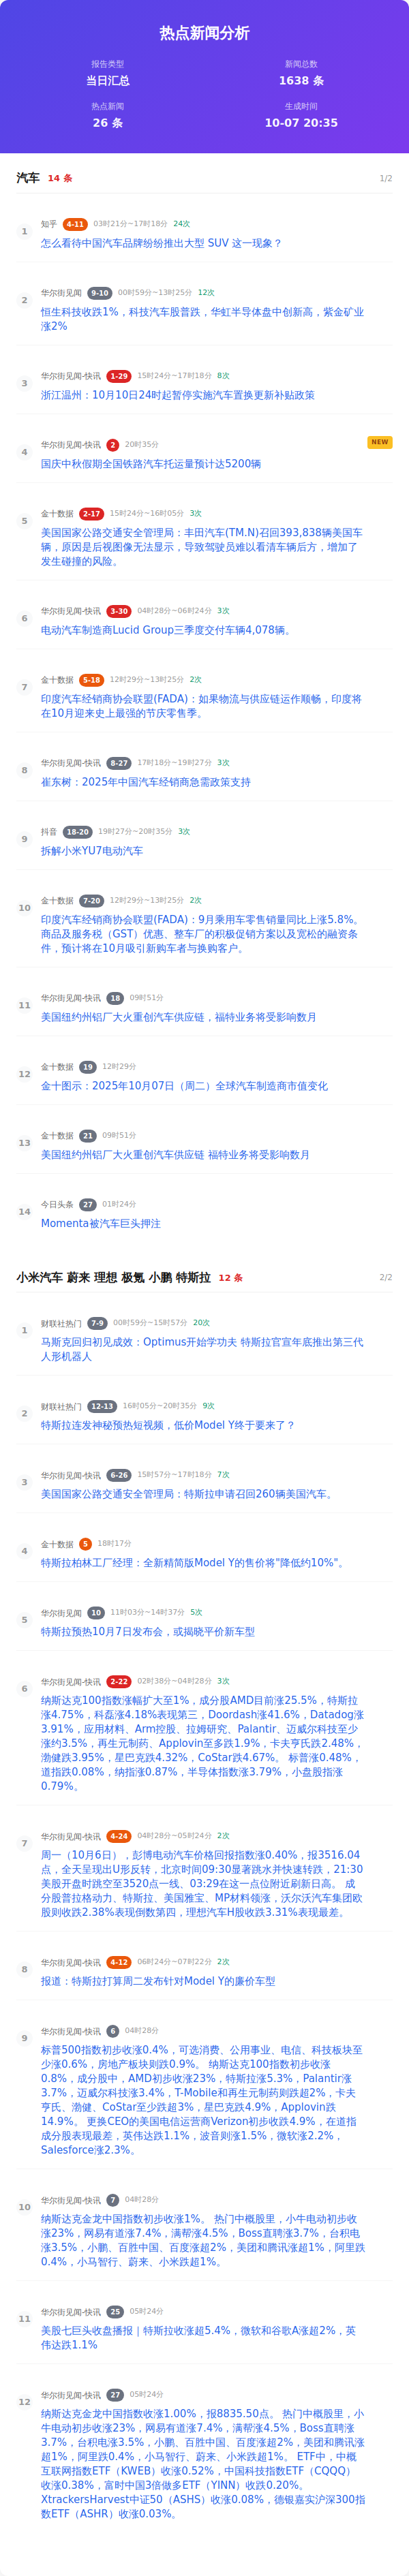 热点新闻分析
报告类型
当日汇总
新闻总数
1638 条
热点新闻
26 条
生成时间
10-07 20:35
汽车 14 条 1/2
1
知乎 4-11 03时21分~17时18分 24次
怎么看待中国汽车品牌纷纷推出大型 SUV 这一现象？
2
华尔街见闻 9-10 00时59分~13时25分 12次
恒生科技收跌1%，科技汽车股普跌，华虹半导体盘中创新高，紫金矿业
涨2%
3
华尔街见闻-快讯 1-29 15时24分~17时18分 8次
浙江温州：10月10日24时起暂停实施汽车置换更新补贴政策
4
华尔街见闻-快讯 2 20时35分 NEW
国庆中秋假期全国铁路汽车托运量预计达5200辆
5
金十数据 2-17 15时24分~16时05分 3次
美国国家公路交通安全管理局：丰田汽车(TM.N)召回393,838辆美国车
辆，原因是后视图像无法显示，导致驾驶员难以看清车辆后方，增加了
发生碰撞的风险。
6
华尔街见闻-快讯 3-30 04时28分~06时24分 3次
电动汽车制造商Lucid Group三季度交付车辆4,078辆。
7
金十数据 5-18 12时29分~13时25分 2次
印度汽车经销商协会联盟(FADA)：如果物流与供应链运作顺畅，印度将
在10月迎来史上最强的节庆零售季。
8
华尔街见闻-快讯 8-27 17时18分~19时27分 3次
崔东树：2025年中国汽车经销商急需政策支持
9
抖音 18-20 19时27分~20时35分 3次
拆解小米YU7电动汽车
10
金十数据 7-20 12时29分~13时25分 2次
印度汽车经销商协会联盟(FADA)：9月乘用车零售销量同比上涨5.8%。
商品及服务税（GST）优惠、整车厂的积极促销方案以及宽松的融资条
件，预计将在10月吸引新购车者与换购客户。
11
华尔街见闻-快讯 18 09时51分
美国纽约州铝厂大火重创汽车供应链，福特业务将受影响数月
12
金十数据 19 12时29分
金十图示：2025年10月07日（周二）全球汽车制造商市值变化
13
金十数据 21 09时51分
美国纽约州铝厂大火重创汽车供应链 福特业务将受影响数月
14
今日头条 27 01时24分
Momenta被汽车巨头押注
小米汽车 蔚来 理想 极氪 小鹏 特斯拉 12 条 2/2
1
财联社热门 7-9 00时59分~15时57分 20次
马斯克回归初见成效：Optimus开始学功夫 特斯拉官宣年底推出第三代
人形机器人
2
财联社热门 12-13 16时05分~20时35分 9次
特斯拉连发神秘预热短视频，低价Model Y终于要来了？
3
华尔街见闻-快讯 6-26 15时57分~17时18分 7次
美国国家公路交通安全管理局：特斯拉申请召回260辆美国汽车。
4
金十数据 5 18时17分
特斯拉柏林工厂经理：全新精简版Model Y的售价将"降低约10%"。
5
华尔街见闻 10 11时03分~14时37分 5次
特斯拉预热10月7日发布会，或揭晓平价新车型
6
华尔街见闻-快讯 2-22 02时38分~04时28分 3次
纳斯达克100指数涨幅扩大至1%，成分股AMD目前涨25.5%，特斯拉
涨4.75%，科磊涨4.18%表现第三，Doordash涨41.6%，Datadog涨
3.91%，应用材料、Arm控股、拉姆研究、Palantir、迈威尔科技至少
涨约3.5%，再生元制药、Applovin至多跌1.9%，卡夫亨氏跌2.48%，
渤健跌3.95%，星巴克跌4.32%，CoStar跌4.67%。 标普涨0.48%，
道指跌0.08%，纳指涨0.87%，半导体指数涨3.79%，小盘股指涨
0.79%。
7
华尔街见闻-快讯 4-24 04时28分~05时24分 2次
周一（10月6日），彭博电动汽车价格回报指数涨0.40%，报3516.04
点，全天呈现出U形反转，北京时间09:30显著跳水并快速转跌，21:30
美股开盘时跳空至3520点一线、03:29在这一点位附近刷新日高。 成
分股普拉格动力、特斯拉、美国雅宝、MP材料领涨，沃尔沃汽车集团欧
股则收跌2.38%表现倒数第四，理想汽车H股收跌3.31%表现最差。
8
华尔街见闻-快讯 4-12 06时24分~07时22分 2次
报道：特斯拉打算周二发布针对Model Y的廉价车型
9
华尔街见闻-快讯 6 04时28分
标普500指数初步收涨0.4%，可选消费、公用事业、电信、科技板块至
少涨0.6%，房地产板块则跌0.9%。 纳斯达克100指数初步收涨
0.8%，成分股中，AMD初步收涨23%，特斯拉涨5.3%，Palantir涨
3.7%，迈威尔科技涨3.4%，T-Mobile和再生元制药则跌超2%，卡夫
亨氏、渤健、CoStar至少跌超3%，星巴克跌4.9%，Applovin跌
14.9%。 更换CEO的美国电信运营商Verizon初步收跌4.9%，在道指
成分股表现最差，英伟达跌1.1%，波音则涨1.5%，微软涨2.2%，
Salesforce涨2.3%。
10
华尔街见闻-快讯 7 04时28分
纳斯达克金龙中国指数初步收涨1%。 热门中概股里，小牛电动初步收
涨23%，网易有道涨7.4%，满帮涨4.5%，Boss直聘涨3.7%，台积电
涨3.5%，小鹏、百胜中国、百度涨超2%，美团和腾讯涨超1%，阿里跌
0.4%，小马智行、蔚来、小米跌超1%。
11
华尔街见闻-快讯 25 05时24分
美股七巨头收盘播报｜特斯拉收涨超5.4%，微软和谷歌A涨超2%，英
伟达跌1.1%
12
华尔街见闻-快讯 27 05时24分
纳斯达克金龙中国指数收涨1.00%，报8835.50点。 热门中概股里，小
牛电动初步收涨23%，网易有道涨7.4%，满帮涨4.5%，Boss直聘涨
3.7%，台积电涨3.5%，小鹏、百胜中国、百度涨超2%，美团和腾讯涨
超1%，阿里跌0.4%，小马智行、蔚来、小米跌超1%。 ETF中，中概
互联网指数ETF（KWEB）收涨0.52%，中国科技指数ETF（CQQQ）
收涨0.38%，富时中国3倍做多ETF（YINN）收跌0.20%。
XtrackersHarvest中证50（ASHS）收涨0.08%，德银嘉实沪深300指
数ETF（ASHR）收涨0.03%。